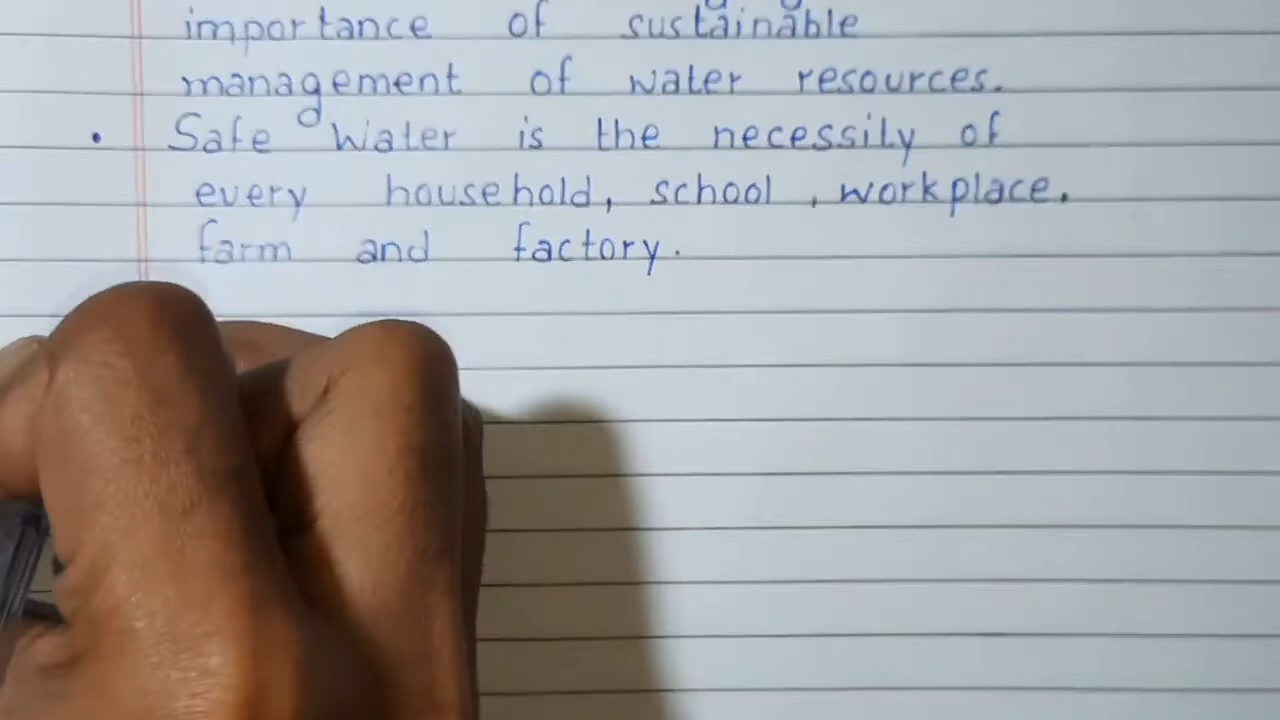 importance of sustainable
management of water resources.
• Safe Water is the necessity of
every household, school, workplace.
farm and factory.